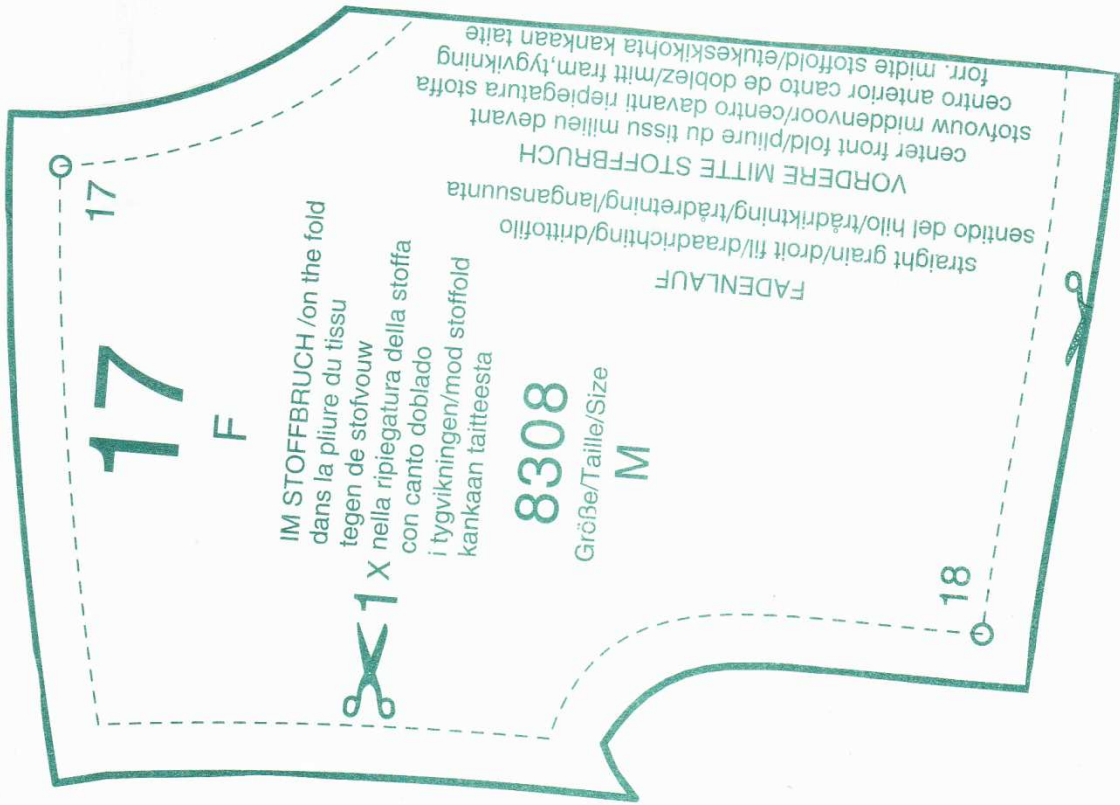 17
17
F
IM STOFFBRUCH /on the fold
dans la pliure du tissu
tegen de stofvouw
1 x nella ripiegatura della stoffa
con canto doblado
i tygvikningen/mod stoffold
kankaan taitteesta
8308
Größe/Taille/Size
M
18
FADENLAUF
straight grain/droit fil/draadrichting/drittofilo
sentido del hilo/trådriktning/trådretning/langansuunta
VORDERE MITTE STOFFBRUCH
center front fold/pliure du tissu milieu devant
stofvouw middenvoor/centro davanti riepiegatura stoffa
centro anterior canto de doblez/mitt fram,tygvikning
forr. midte stoffold/etukeskikohta kankaan taite